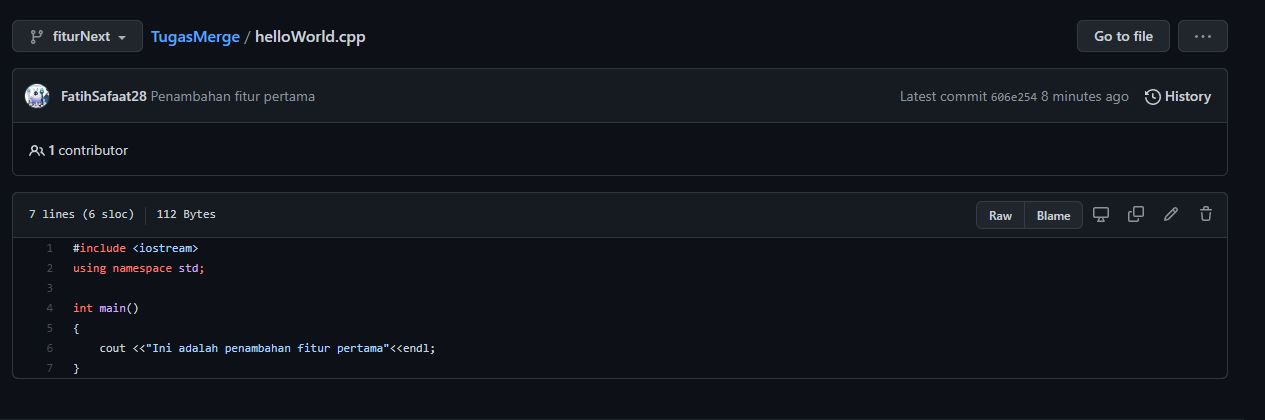 fiturNext TugasMerge / helloWorld.cpp Go to file ...
FatihSafaat28 Penambahan fitur pertama Latest commit 606e254 8 minutes ago History
1 contributor
7 lines (6 sloc) 112 Bytes Raw Blame
1 #include <iostream>
2 using namespace std;
3
4 int main()
5 {
6     cout <<"Ini adalah penambahan fitur pertama"<<endl;
7 }